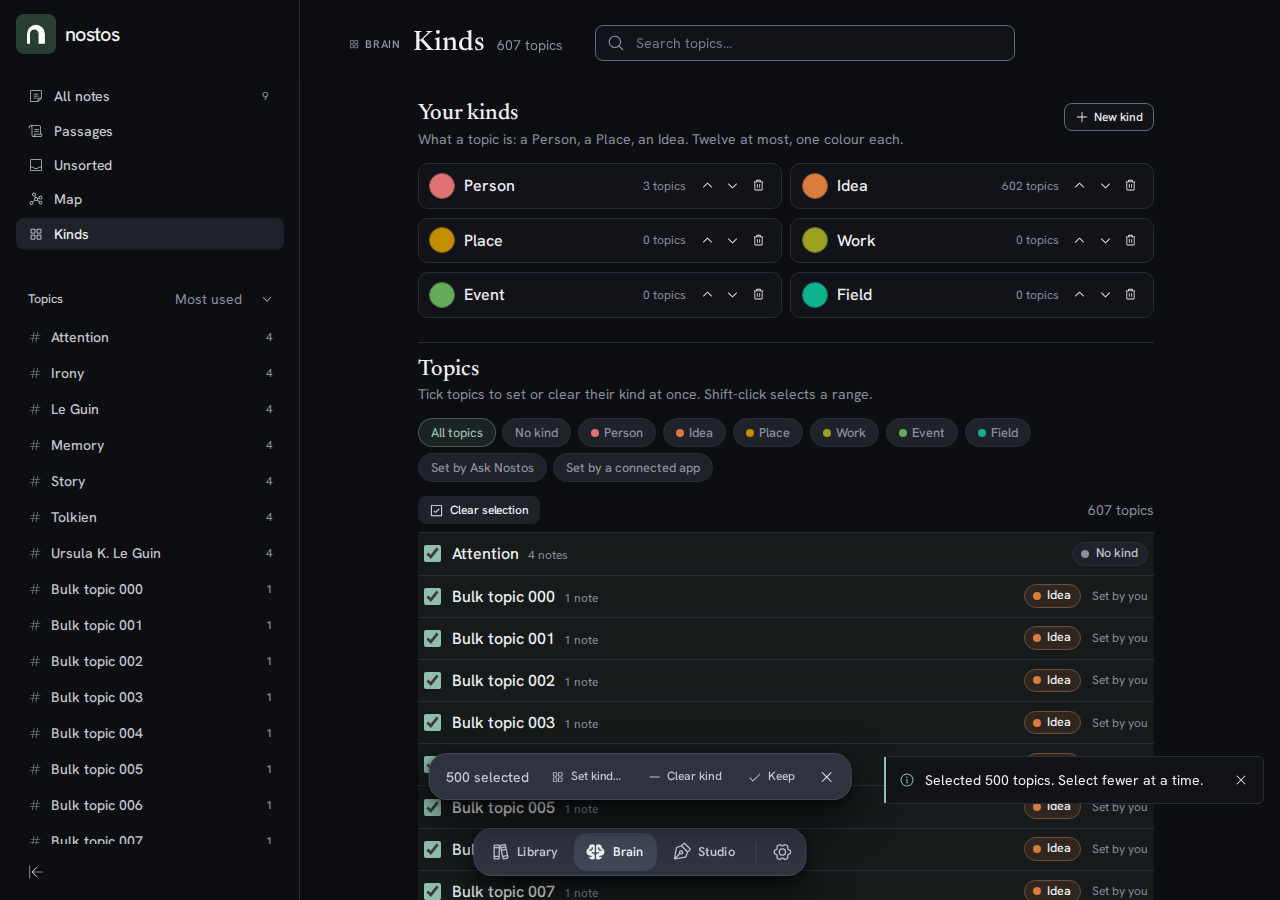 nostos
All notes 9
Passages
Unsorted
Map
Kinds
Topics Most used
# Attention 4
# Irony 4
# Le Guin 4
# Memory 4
# Story 4
# Tolkien 4
# Ursula K. Le Guin 4
# Bulk topic 000 1
# Bulk topic 001 1
# Bulk topic 002 1
# Bulk topic 003 1
# Bulk topic 004 1
# Bulk topic 005 1
# Bulk topic 006 1
# Bulk topic 007 1
BRAIN Kinds 607 topics Search topics...
Your kinds
New kind
What a topic is: a Person, a Place, an Idea. Twelve at most, one colour each.
Person 3 topics
Idea 602 topics
Place 0 topics
Work 0 topics
Event 0 topics
Field 0 topics
Topics
Tick topics to set or clear their kind at once. Shift-click selects a range.
All topics No kind Person Idea Place Work Event Field
Set by Ask Nostos Set by a connected app
Clear selection 607 topics
Attention 4 notes No kind
Bulk topic 000 1 note Idea Set by you
Bulk topic 001 1 note Idea Set by you
Bulk topic 002 1 note Idea Set by you
Bulk topic 003 1 note Idea Set by you
500 selected Set kind... Clear kind Keep
Selected 500 topics. Select fewer at a time.
Bulk topic 005 1 note Idea Set by you
Library Brain Studio
Idea Set by you
Bulk topic 007 1 note Idea Set by you